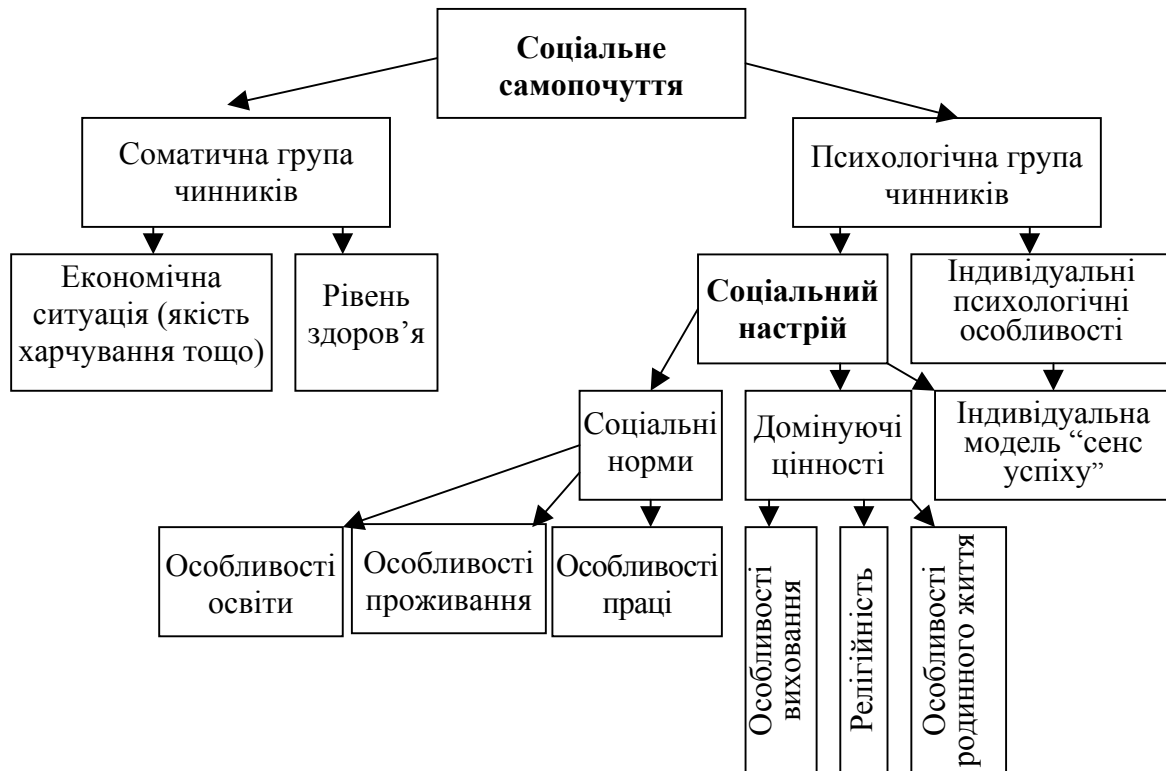 Соціальне
самопочуття
Соматична група
чинників
Психологічна група
чинників
Економічна
ситуація (якість
харчування тощо)
Рівень
здоров’я
Соціальний
настрій
Індивідуальні
психологічні
особливості
Соціальні
норми
Домінуючі
цінності
Індивідуальна
модель “сенс
успіху”
Особливості
освіти
Особливості
проживання
Особливості
праці
Особливості
виховання
Релігійність
Особливості
родинного життя